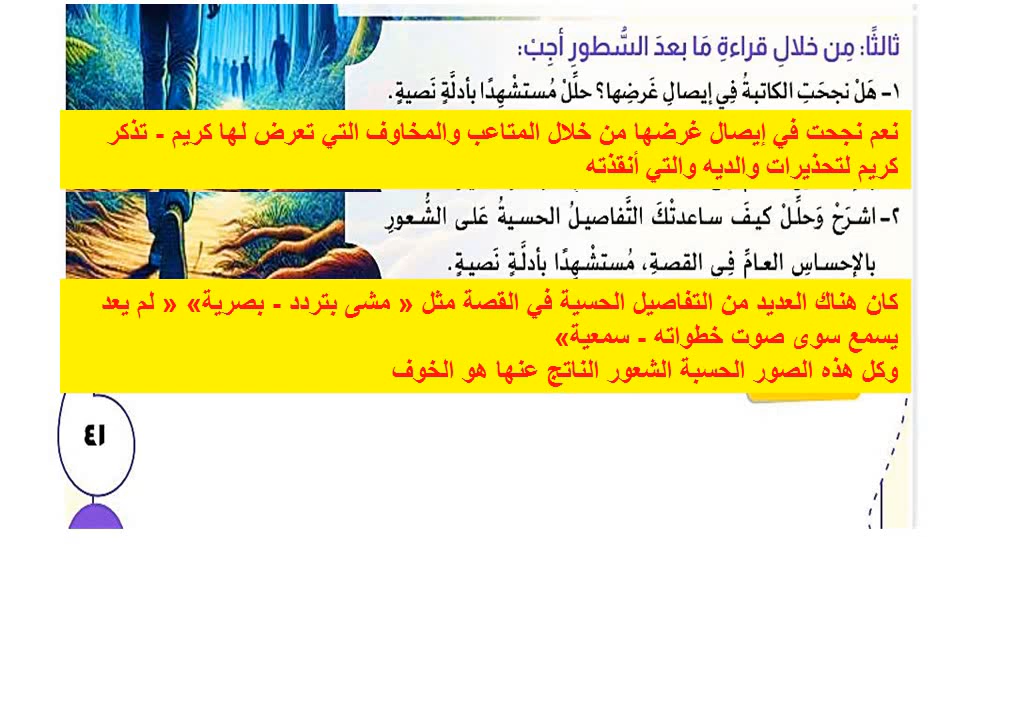 ثالثًا: مِن خلالِ قراءةِ مَا بعدَ السُّطورِ أجِبْ:
١- هَلْ نجحَتِ الكاتبةُ فِي إيصالِ غَرضِها؟ حلِّلْ مُستشْهِدًا بأدلَّةٍ نَصيةٍ.
نعم نجحت في إيصال غرضها من خلال المتاعب والمخاوف التي تعرض لها كريم - تذكر
كريم لتحذيرات والديه والتي أنقذته
٢- اشرَحْ وَحلِّلْ كيفَ ساعدتْكَ التَّفاصيلُ الحسيةُ عَلى الشُّعورِ
بالإحساسِ العامِّ فِي القصةِ، مُستشْهِدًا بأدلَّةٍ نَصيةٍ.
كان هناك العديد من التفاصيل الحسية في القصة مثل « مشى بتردد - بصرية» « لم يعد
يسمع سوى صوت خطواته - سمعية»
وكل هذه الصور الحسبة الشعور الناتج عنها هو الخوف
٤١